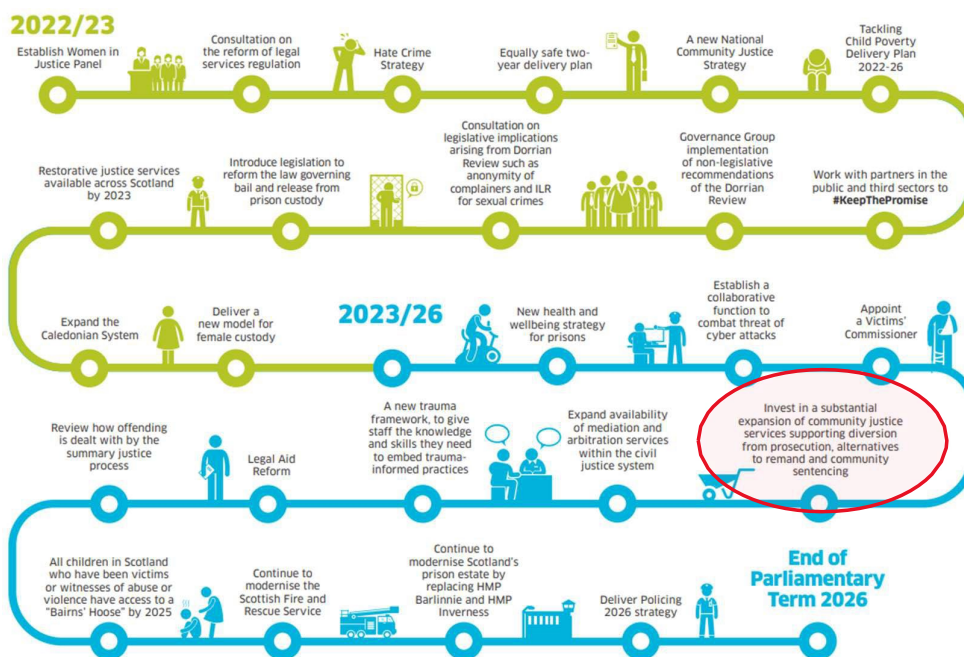 2022/23
Establish Women in
Justice Panel
Consultation on
the reform of legal
services regulation
Hate Crime
Strategy
Equally safe two-
year delivery plan
A new National
Community Justice
Strategy
Tackling
Child Poverty
Delivery Plan
2022-26
Restorative justice services
available across Scotland
by 2023
Introduce legislation to
reform the law governing
bail and release from
prison custody
Consultation on
legislative implications
arising from Dorrian
Review such as
anonymity of
complainers and ILR
for sexual crimes
Governance Group
implementation
of non-legislative
recommendations
of the Dorrian
Review
Work with partners in the
public and third sectors to
#KeepThePromise
Expand the
Caledonian System
Deliver a
new model for
female custody
2023/26
New health and
wellbeing strategy
for prisons
Establish a
collaborative
function to
combat threat of
cyber attacks
Appoint
a Victims'
Commissioner
Review how offending
is dealt with by the
summary justice
process
Legal Aid
Reform
A new trauma
framework, to give
staff the knowledge
and skills they need
to embed trauma-
informed practices
Expand availability
of mediation and
arbitration services
within the civil
justice system
Invest in a substantial
expansion of community justice
services supporting diversion
from prosecution, alternatives
to remand and community
sentencing
All children in Scotland
who have been victims
or witnesses of abuse or
violence have access to a
"Bairns' Hoose" by 2025
Continue to
modernise the
Scottish Fire and
Rescue Service
Continue to
modernise Scotland's
prison estate by
replacing HMP
Barlinnie and HMP
Inverness
Deliver Policing
2026 strategy
End of
Parliamentary
Term 2026